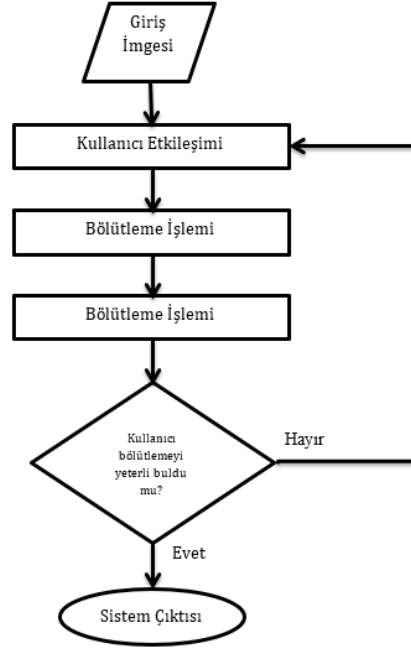 Giriş
İmgesi
Kullanıcı Etkileşimi
Bölütleme İşlemi
Bölütleme İşlemi
Kullanıcı
bölütlemeyi
yeterli buldu
mu?
Hayır
Evet
Sistem Çıktısı